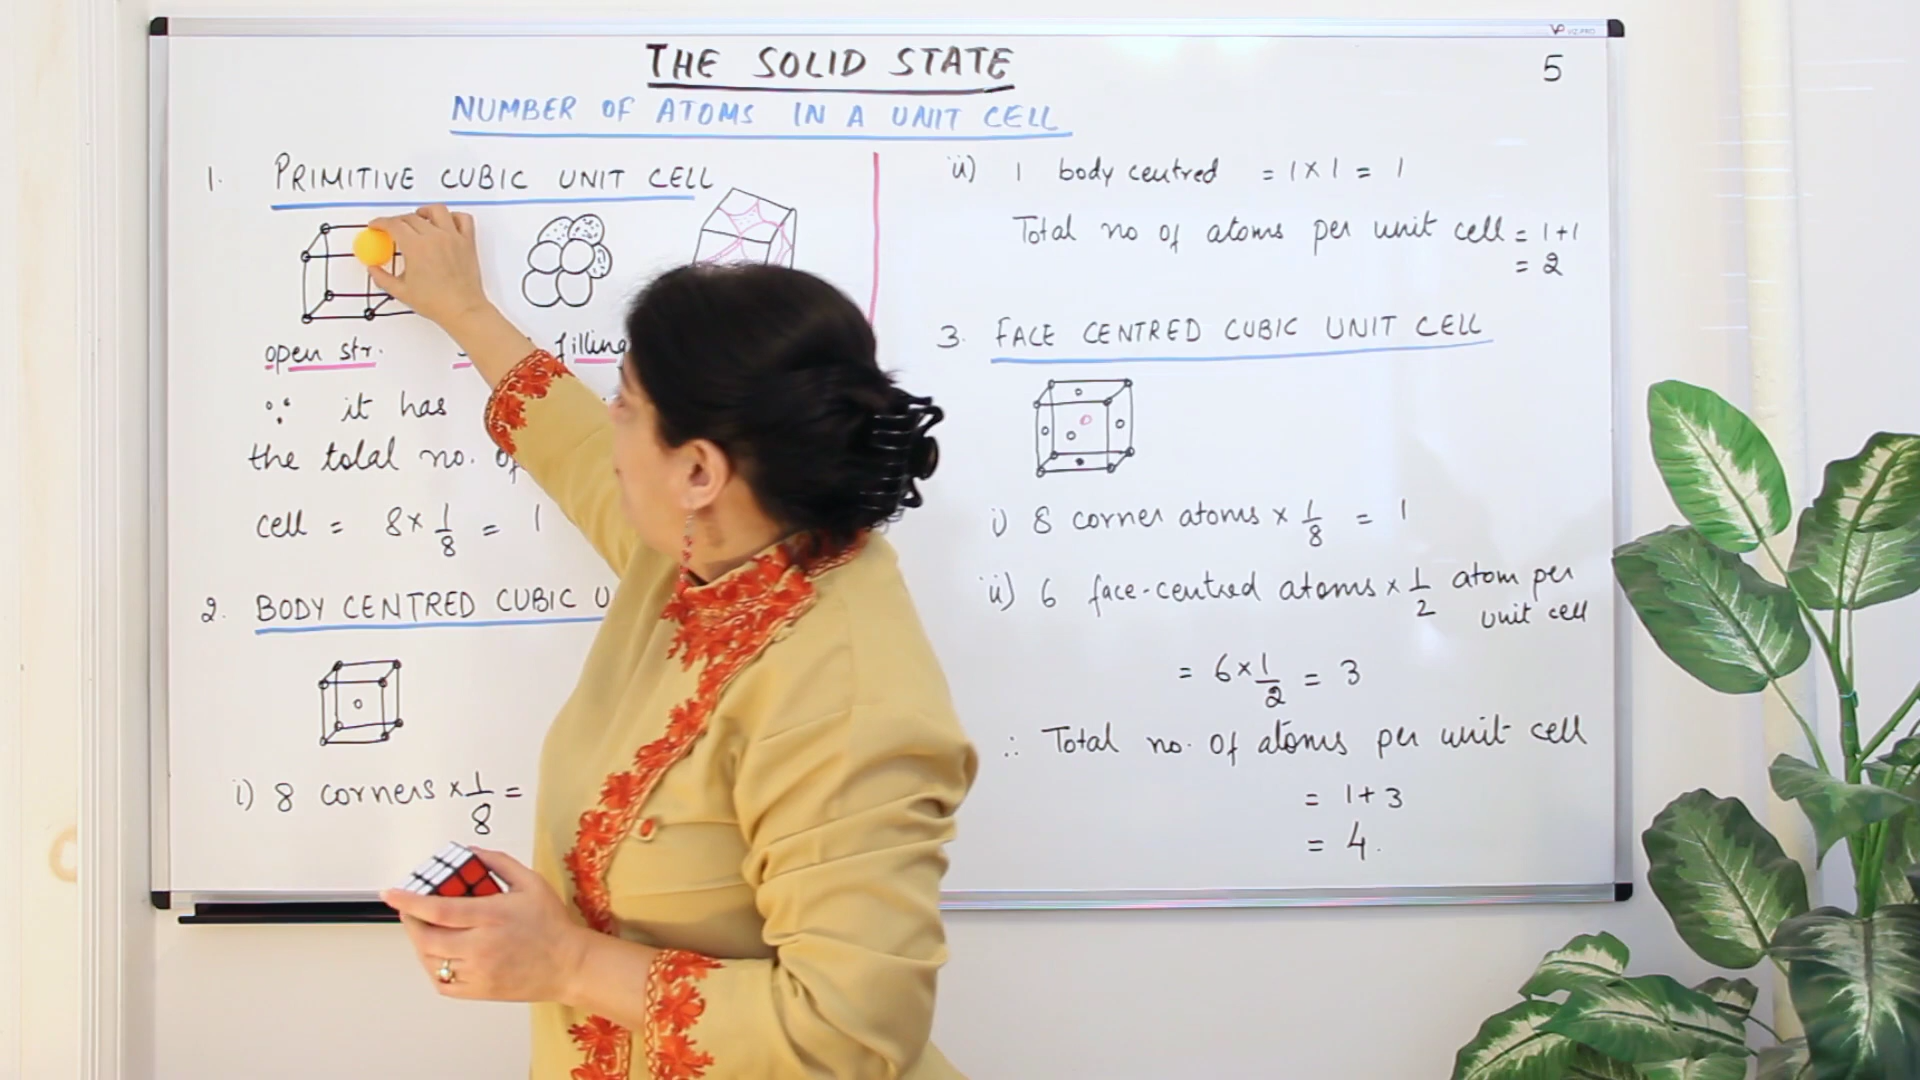 THE SOLID STATE
5
NUMBER OF ATOMS IN A UNIT CELL
1. PRIMITIVE CUBIC UNIT CELL
open str. filling
∵ it has
the total no. of
cell = 8 × 1/8 = 1
2. BODY CENTRED CUBIC U
i) 8 corners × 1/8 =
ii) 1 body centred = 1 × 1 = 1
Total no of atoms per unit cell = 1+1
= 2
3. FACE CENTRED CUBIC UNIT CELL
i) 8 corner atoms × 1/8 = 1
ii) 6 face-centred atoms × 1/2 atom per
unit cell
= 6 × 1/2 = 3
∴ Total no. of atoms per unit cell
= 1 + 3
= 4.